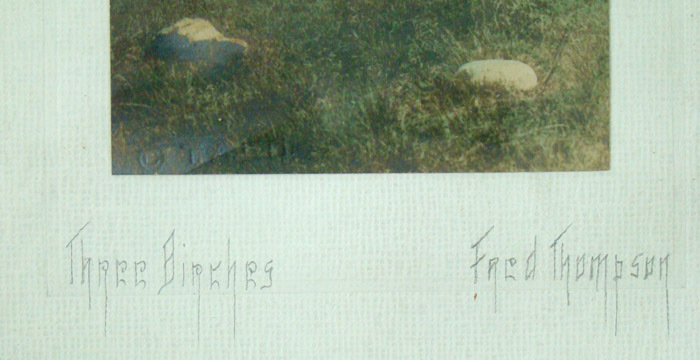 Three Birches Fred Thompson